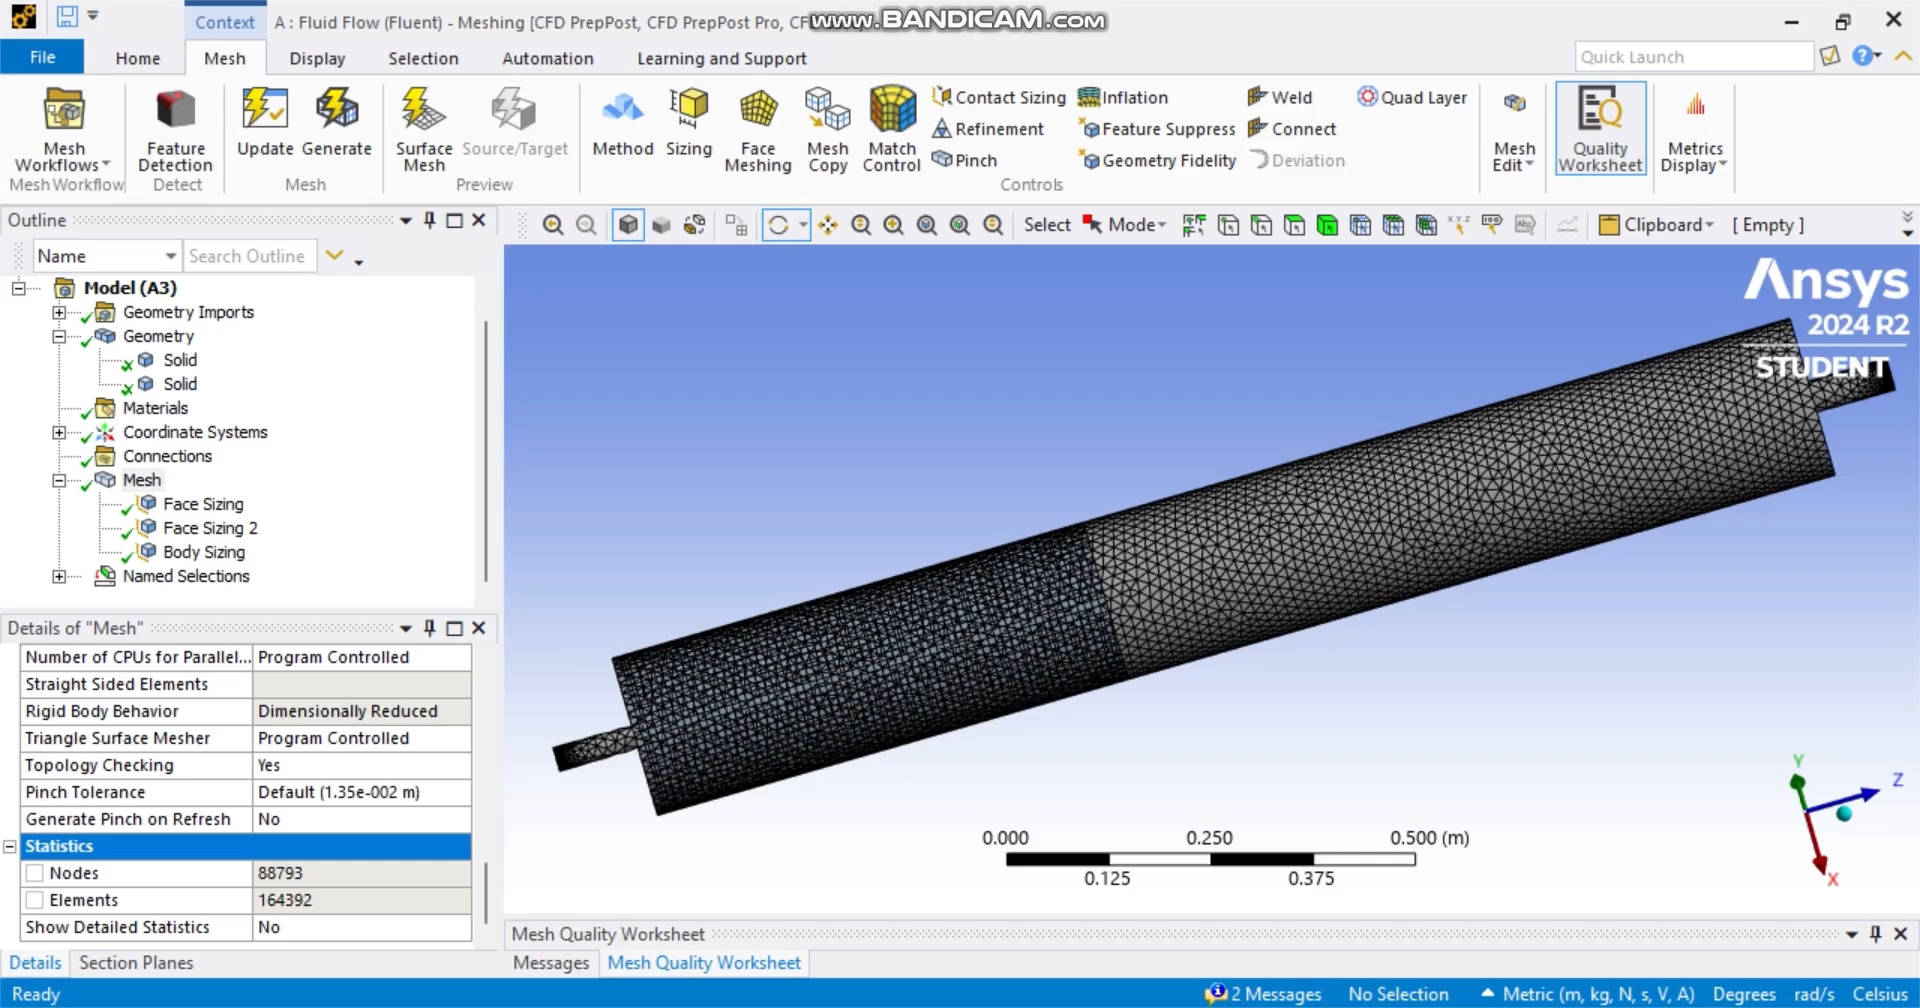 Context
A : Fluid Flow (Fluent) - Meshing [CFD PrepPost, CFD PrepPost Pro, CF
www.BANDICAM.com
File
Home
Mesh
Display
Selection
Automation
Learning and Support
Quick Launch
Mesh Workflows
MeshWorkflow
Feature Detection
Detect
Update
Generate
Mesh
Surface Mesh
Source/Target
Preview
Method
Sizing
Face Meshing
Mesh Copy
Match Control
Contact Sizing
Refinement
Pinch
Inflation
Feature Suppress
Geometry Fidelity
Weld
Connect
Deviation
Quad Layer
Controls
Mesh Edit
Quality Worksheet
Metrics Display
Outline
Select
Mode
Clipboard
[ Empty ]
Name
Search Outline
Model (A3)
Geometry Imports
Geometry
Solid
Solid
Materials
Coordinate Systems
Connections
Mesh
Face Sizing
Face Sizing 2
Body Sizing
Named Selections
Details of "Mesh"
Number of CPUs for Parallel... Program Controlled
Straight Sided Elements
Rigid Body Behavior Dimensionally Reduced
Triangle Surface Mesher Program Controlled
Topology Checking Yes
Pinch Tolerance Default (1.35e-002 m)
Generate Pinch on Refresh No
Statistics
Nodes 88793
Elements 164392
Show Detailed Statistics No
Details
Section Planes
Ansys
2024 R2
STUDENT
0.000 0.250 0.500 (m)
0.125 0.375
Y
Z
X
Mesh Quality Worksheet
Messages
Mesh Quality Worksheet
Ready
2 Messages
No Selection
Metric (m, kg, N, s, V, A)
Degrees
rad/s
Celsius